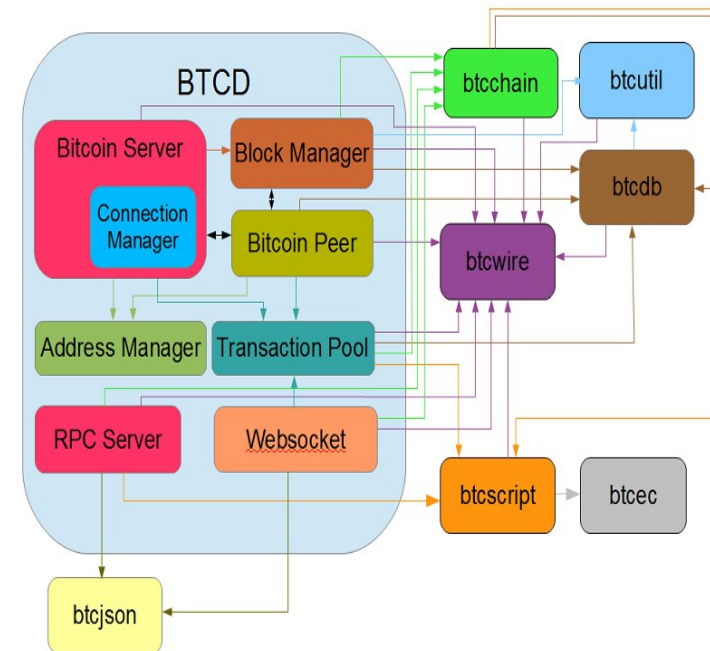 BTCD
btcchain
btcutil
Bitcoin Server
Block Manager
btcdb
Connection
Manager
Bitcoin Peer
btcwire
Address Manager
Transaction Pool
RPC Server
Websocket
btcscript
btcec
btcjson